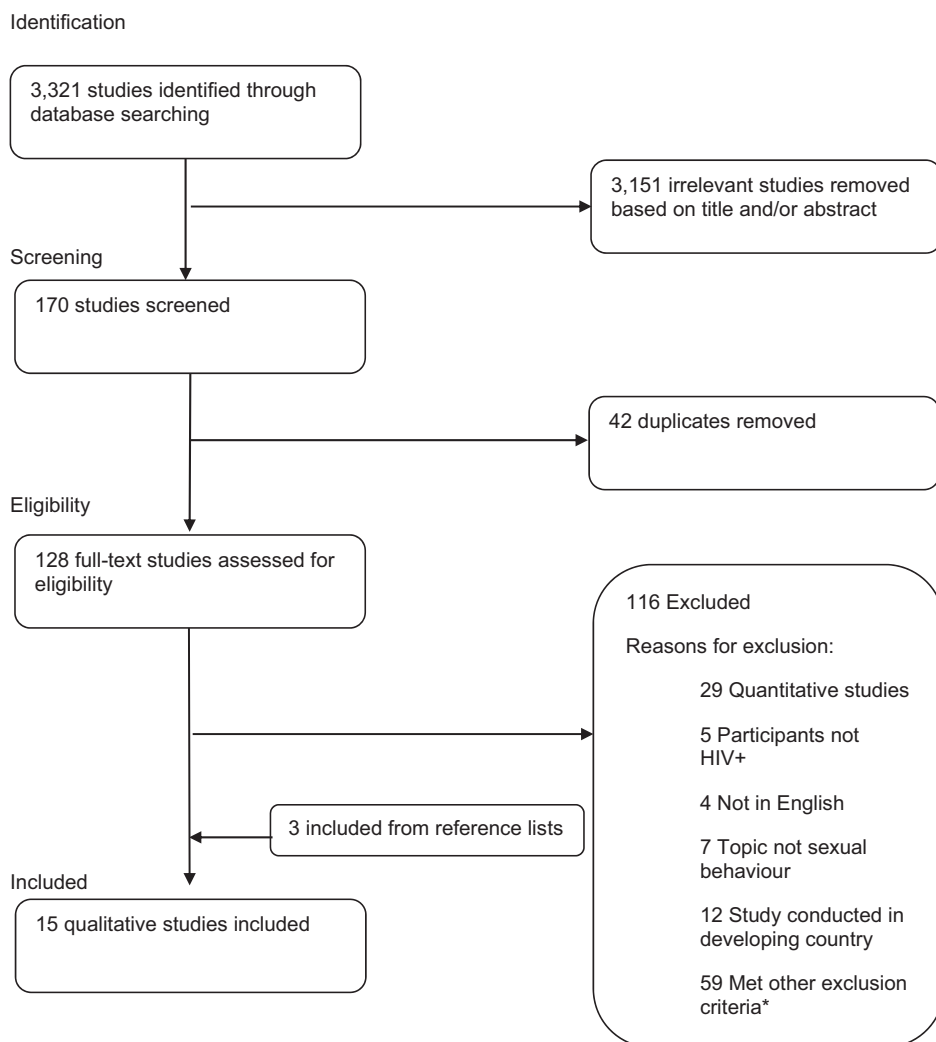 Identification
3,321 studies identified through
database searching
3,151 irrelevant studies removed
based on title and/or abstract
Screening
170 studies screened
42 duplicates removed
Eligibility
128 full-text studies assessed for
eligibility
116 Excluded
Reasons for exclusion:
29 Quantitative studies
5 Participants not
HIV+
4 Not in English
7 Topic not sexual
behaviour
12 Study conducted in
developing country
59 Met other exclusion
criteria*
3 included from reference lists
Included
15 qualitative studies included